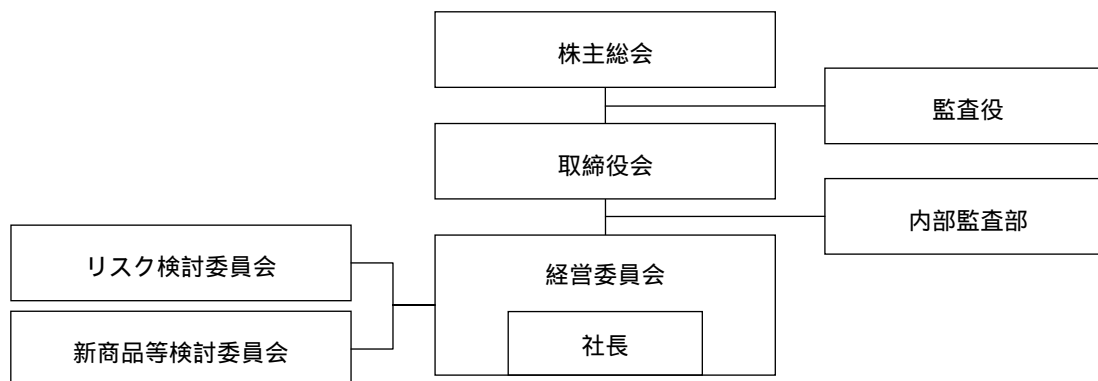 株主総会
監査役
取締役会
内部監査部
リスク検討委員会
経営委員会
新商品等検討委員会
社長